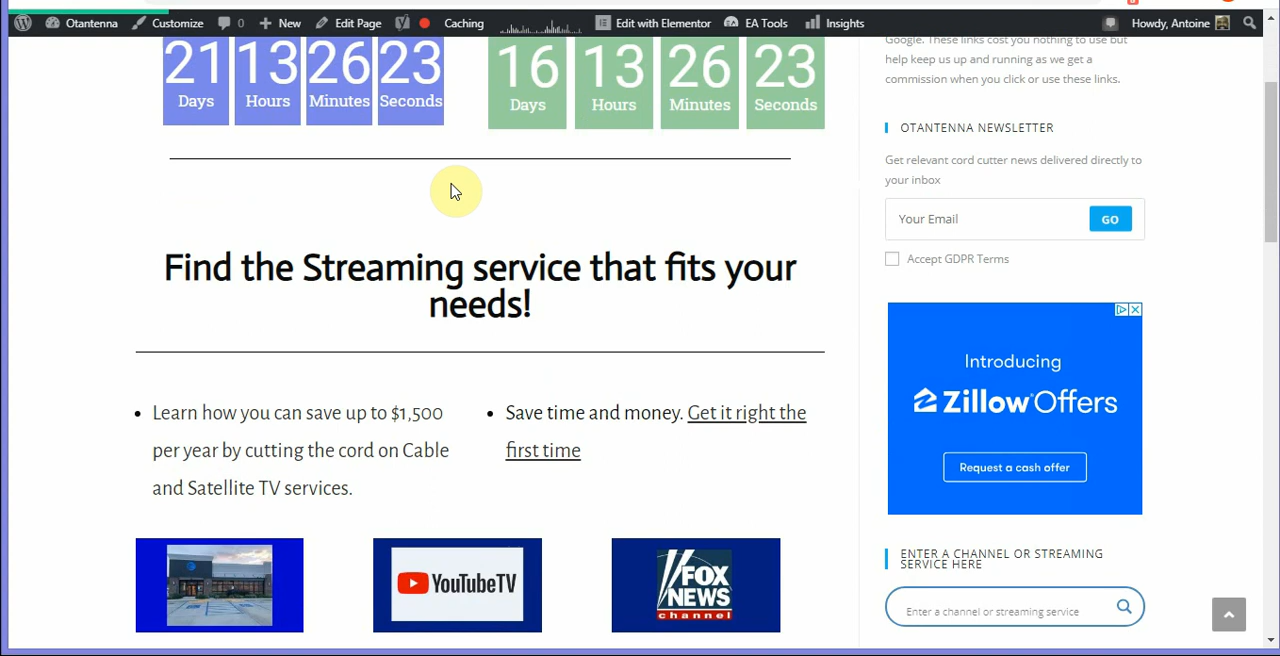 Otantenna
Customize
0
New
Edit Page
Caching
Edit with Elementor
EA Tools
Insights
Howdy, Antoine
21 13 26 23
Days Hours Minutes Seconds
16 13 26 23
Days Hours Minutes Seconds
Find the Streaming service that fits your
needs!
• Learn how you can save up to $1,500
per year by cutting the cord on Cable
and Satellite TV services.
• Save time and money. Get it right the
first time
YouTubeTV
FOX
NEWS
channel
Google. These links cost you nothing to use but
help keep us up and running as we get a
commission when you click or use these links.
OTANTENNA NEWSLETTER
Get relevant cord cutter news delivered directly to
your inbox
Your Email
GO
Accept GDPR Terms
Introducing
Zillow Offers
Request a cash offer
ENTER A CHANNEL OR STREAMING
SERVICE HERE
Enter a channel or streaming service